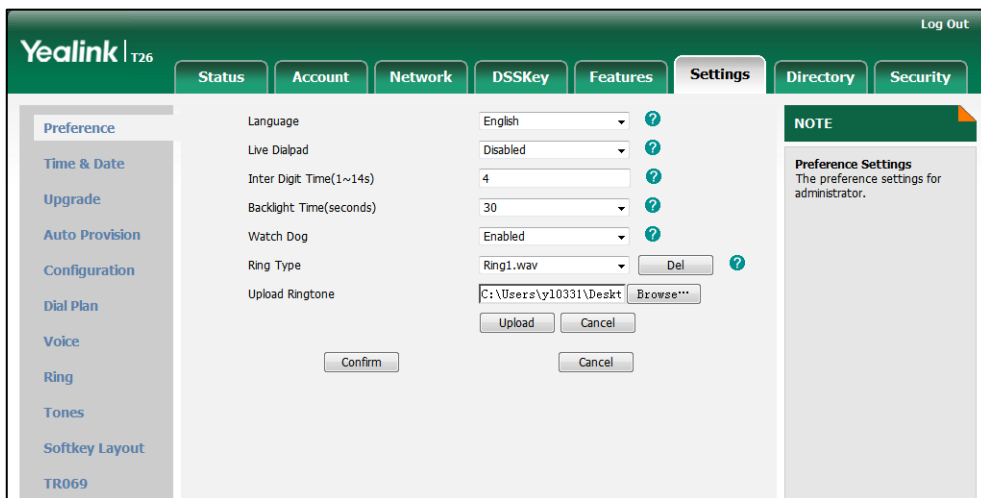 Log Out
Yealink T26
Status Account Network DSSKey Features Settings Directory Security
Preference
Time & Date
Upgrade
Auto Provision
Configuration
Dial Plan
Voice
Ring
Tones
Softkey Layout
TR069
Language English ?
Live Dialpad Disabled ?
Inter Digit Time(1~14s) 4 ?
Backlight Time(seconds) 30 ?
Watch Dog Enabled ?
Ring Type Ring1.wav Del ?
Upload Ringtone C:\Users\yl0331\Deskt Browse...
Upload Cancel
Confirm Cancel
NOTE
Preference Settings
The preference settings for
administrator.